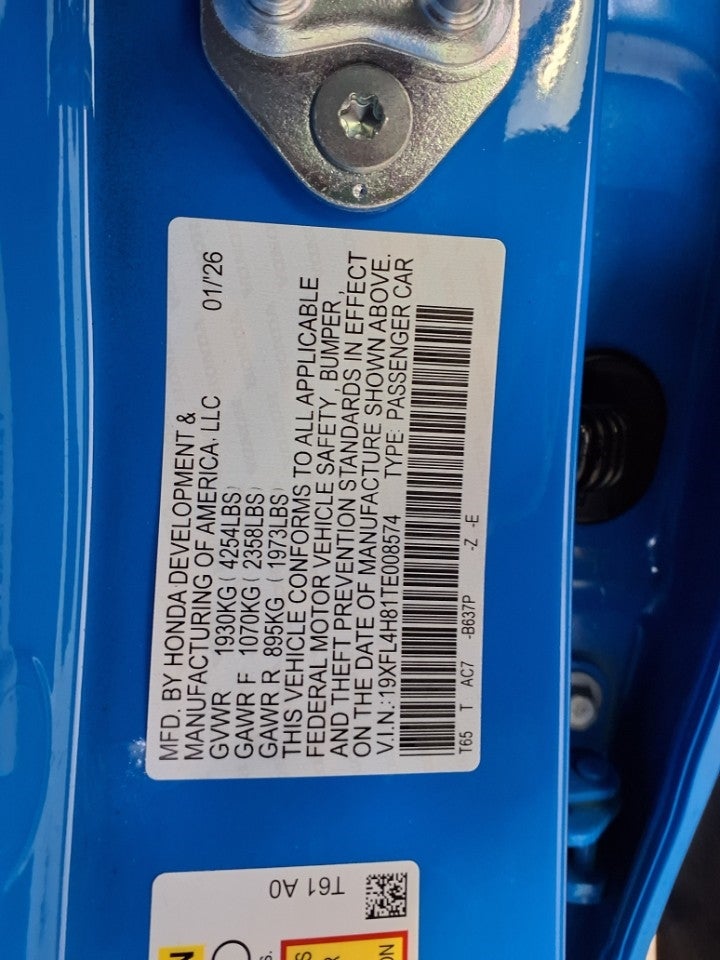 MFD. BY HONDA DEVELOPMENT &
MANUFACTURING OF AMERICA, LLC 01/'26
GVWR 1930KG ( 4254LBS)
GAWR F 1070KG ( 2358LBS)
GAWR R 895KG ( 1973LBS)
THIS VEHICLE CONFORMS TO ALL APPLICABLE
FEDERAL MOTOR VEHICLE SAFETY, BUMPER,
AND THEFT PREVENTION STANDARDS IN EFFECT
ON THE DATE OF MANUFACTURE SHOWN ABOVE.
V.I.N.:19XFL4H81TE008574 TYPE: PASSENGER CAR
T65 T AC7 -B637P -Z -E
T61 A0